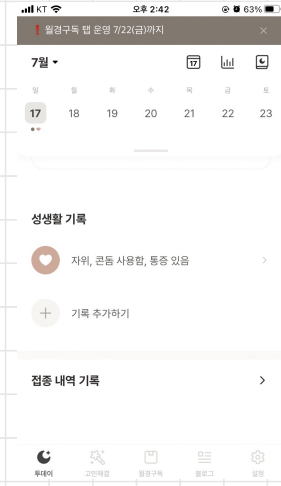 KT 오후 2:42 63%
❗월경구독 탭 운영 7/22(금)까지 ×
7월 17
일 월 화 수 목 금 토
17 18 19 20 21 22 23
성생활 기록
자위, 콘돔 사용함, 통증 있음
기록 추가하기
접종 내역 기록
투데이 고민해결 월경구독 블로그 설정